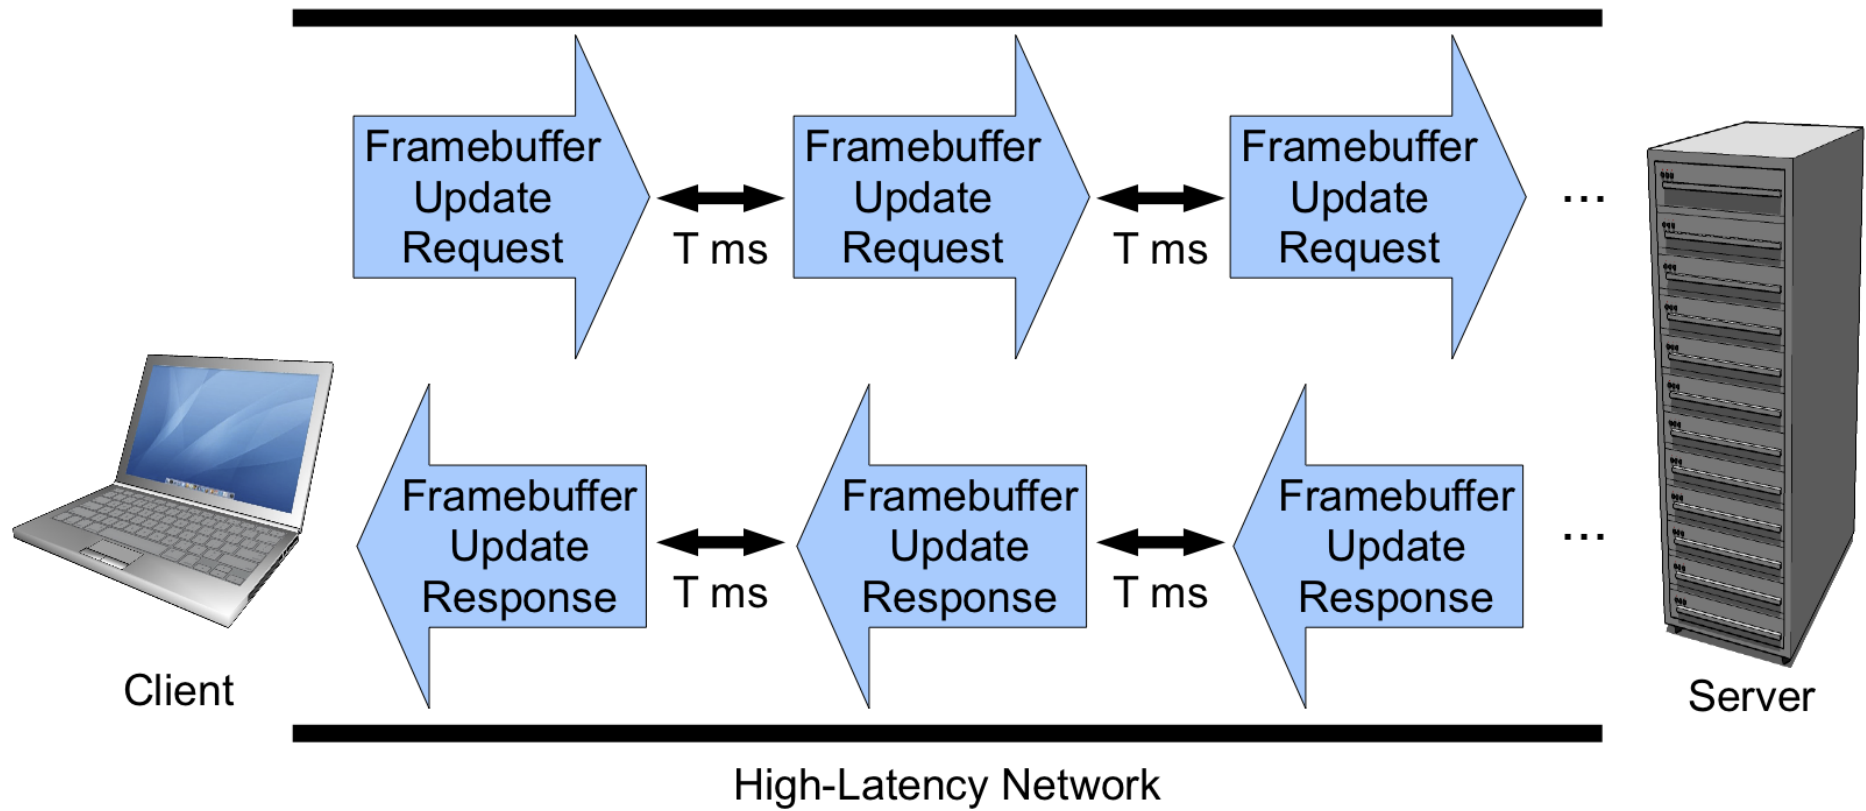 Framebuffer
Update
Request
T ms
Framebuffer
Update
Request
T ms
Framebuffer
Update
Request
...
Framebuffer
Update
Response
T ms
Framebuffer
Update
Response
T ms
Framebuffer
Update
Response
...
Client
Server
High-Latency Network